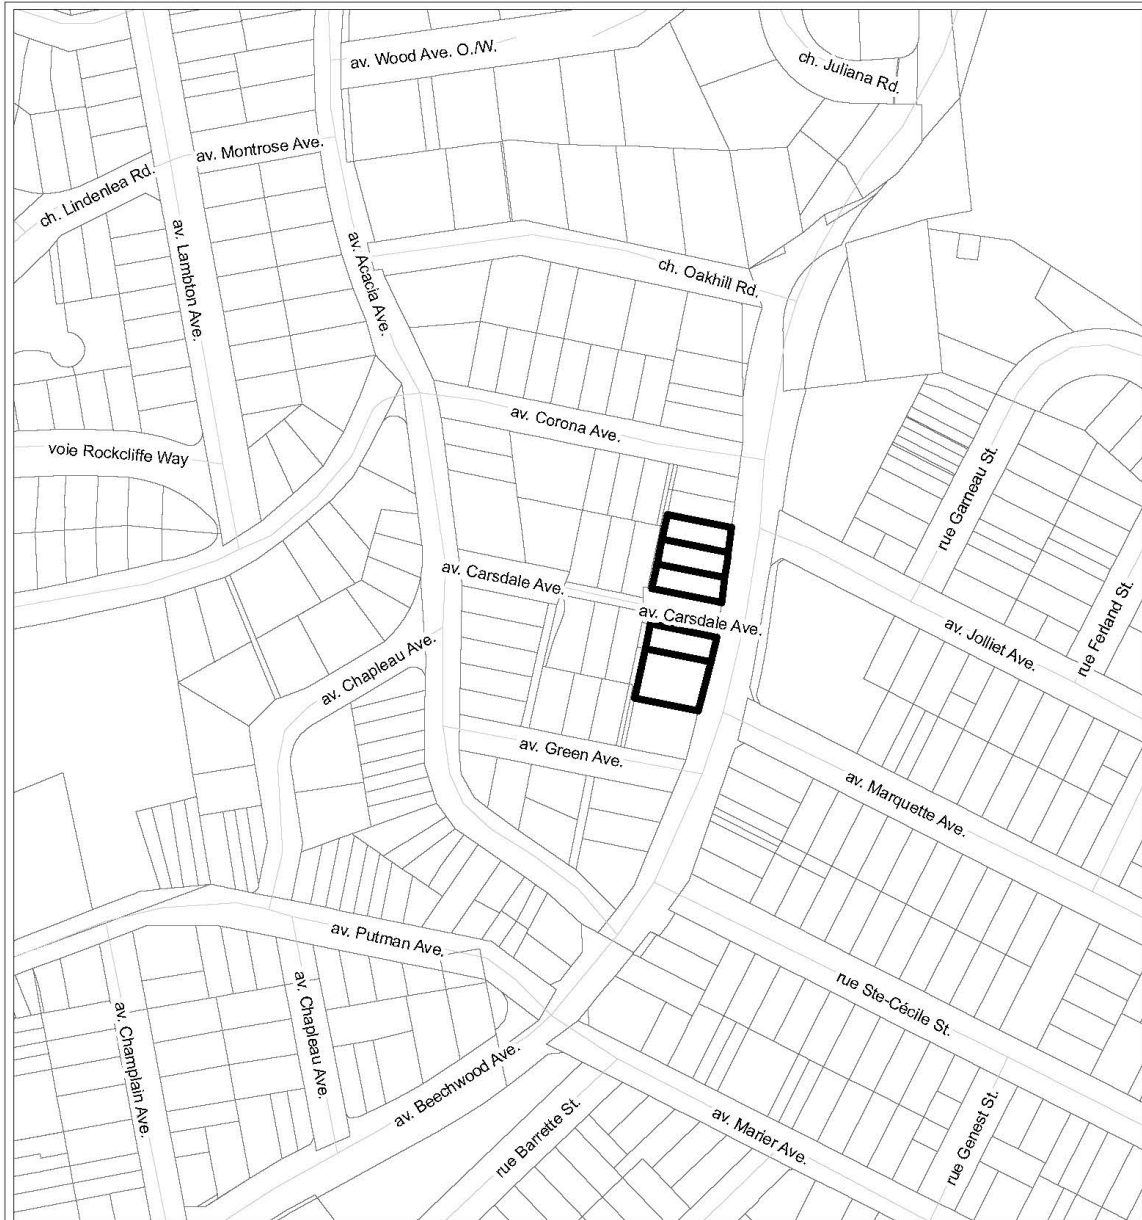 av. Wood Ave. O./W.
ch. Juliana Rd.
av. Montrose Ave.
ch. Lindenlea Rd.
av. Lambton Ave.
av. Acacia Ave.
ch. Oakhill Rd.
av. Corona Ave.
voie Rockcliffe Way
rue Garneau St.
av. Carsdale Ave.
av. Carsdale Ave.
rue Ferland St.
av. Jolliet Ave.
av. Chapleau Ave.
av. Green Ave.
av. Marquette Ave.
av. Putman Ave.
av. Chapleau Ave.
av. Champlain Ave.
rue Ste-Cécile St.
av. Beechwood Ave.
rue Barrette St.
av. Marier Ave.
rue Genest St.